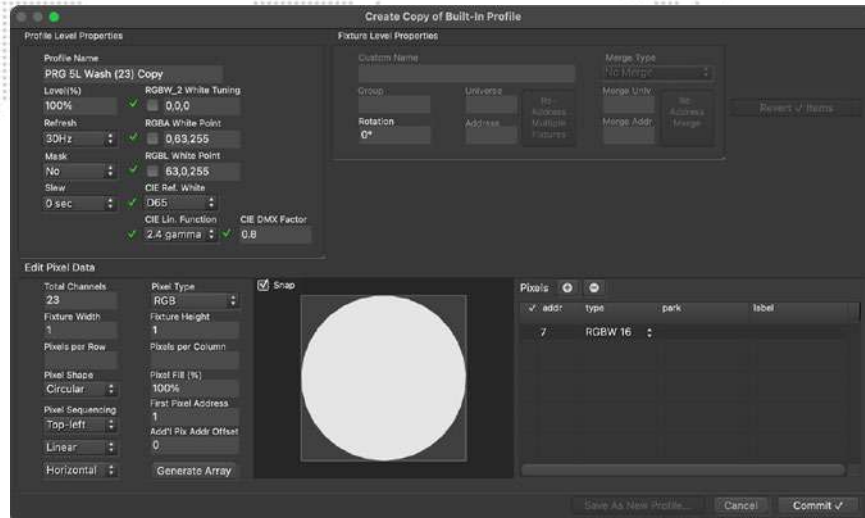 Create Copy of Built-In Profile
Profile Level Properties
Profile Name
PRG 5L Wash (23) Copy
Level(%)
100%
Refresh
30Hz
Mask
No
Slew
0 sec
RGBW_2 White Tuning
0,0,0
RGBA White Point
0,63,255
RGBL White Point
63,0,255
CIE Ref. White
D65
CIE Lin. Function
2.4 gamma
CIE DMX Factor
0.8
Fixture Level Properties
Custom Name
Group
Universe
Rotation
0°
Address
Re-
Address
Multiple
Fixtures
Merge Type
No Merge
Merge Univ
Merge Addr
Re-
Address
Merge
Revert ✓ Items
Edit Pixel Data
Total Channels
23
Fixture Width
1
Pixels per Row
Pixel Shape
Circular
Pixel Sequencing
Top-left
Linear
Horizontal
Pixel Type
RGB
Fixture Height
1
Pixels per Column
Pixel Fill (%)
100%
First Pixel Address
1
Add'l Pix Addr Offset
0
Generate Array
Snap
Pixels
✓ addr type park label
7 RGBW 16
Save As New Profile...
Cancel
Commit ✓